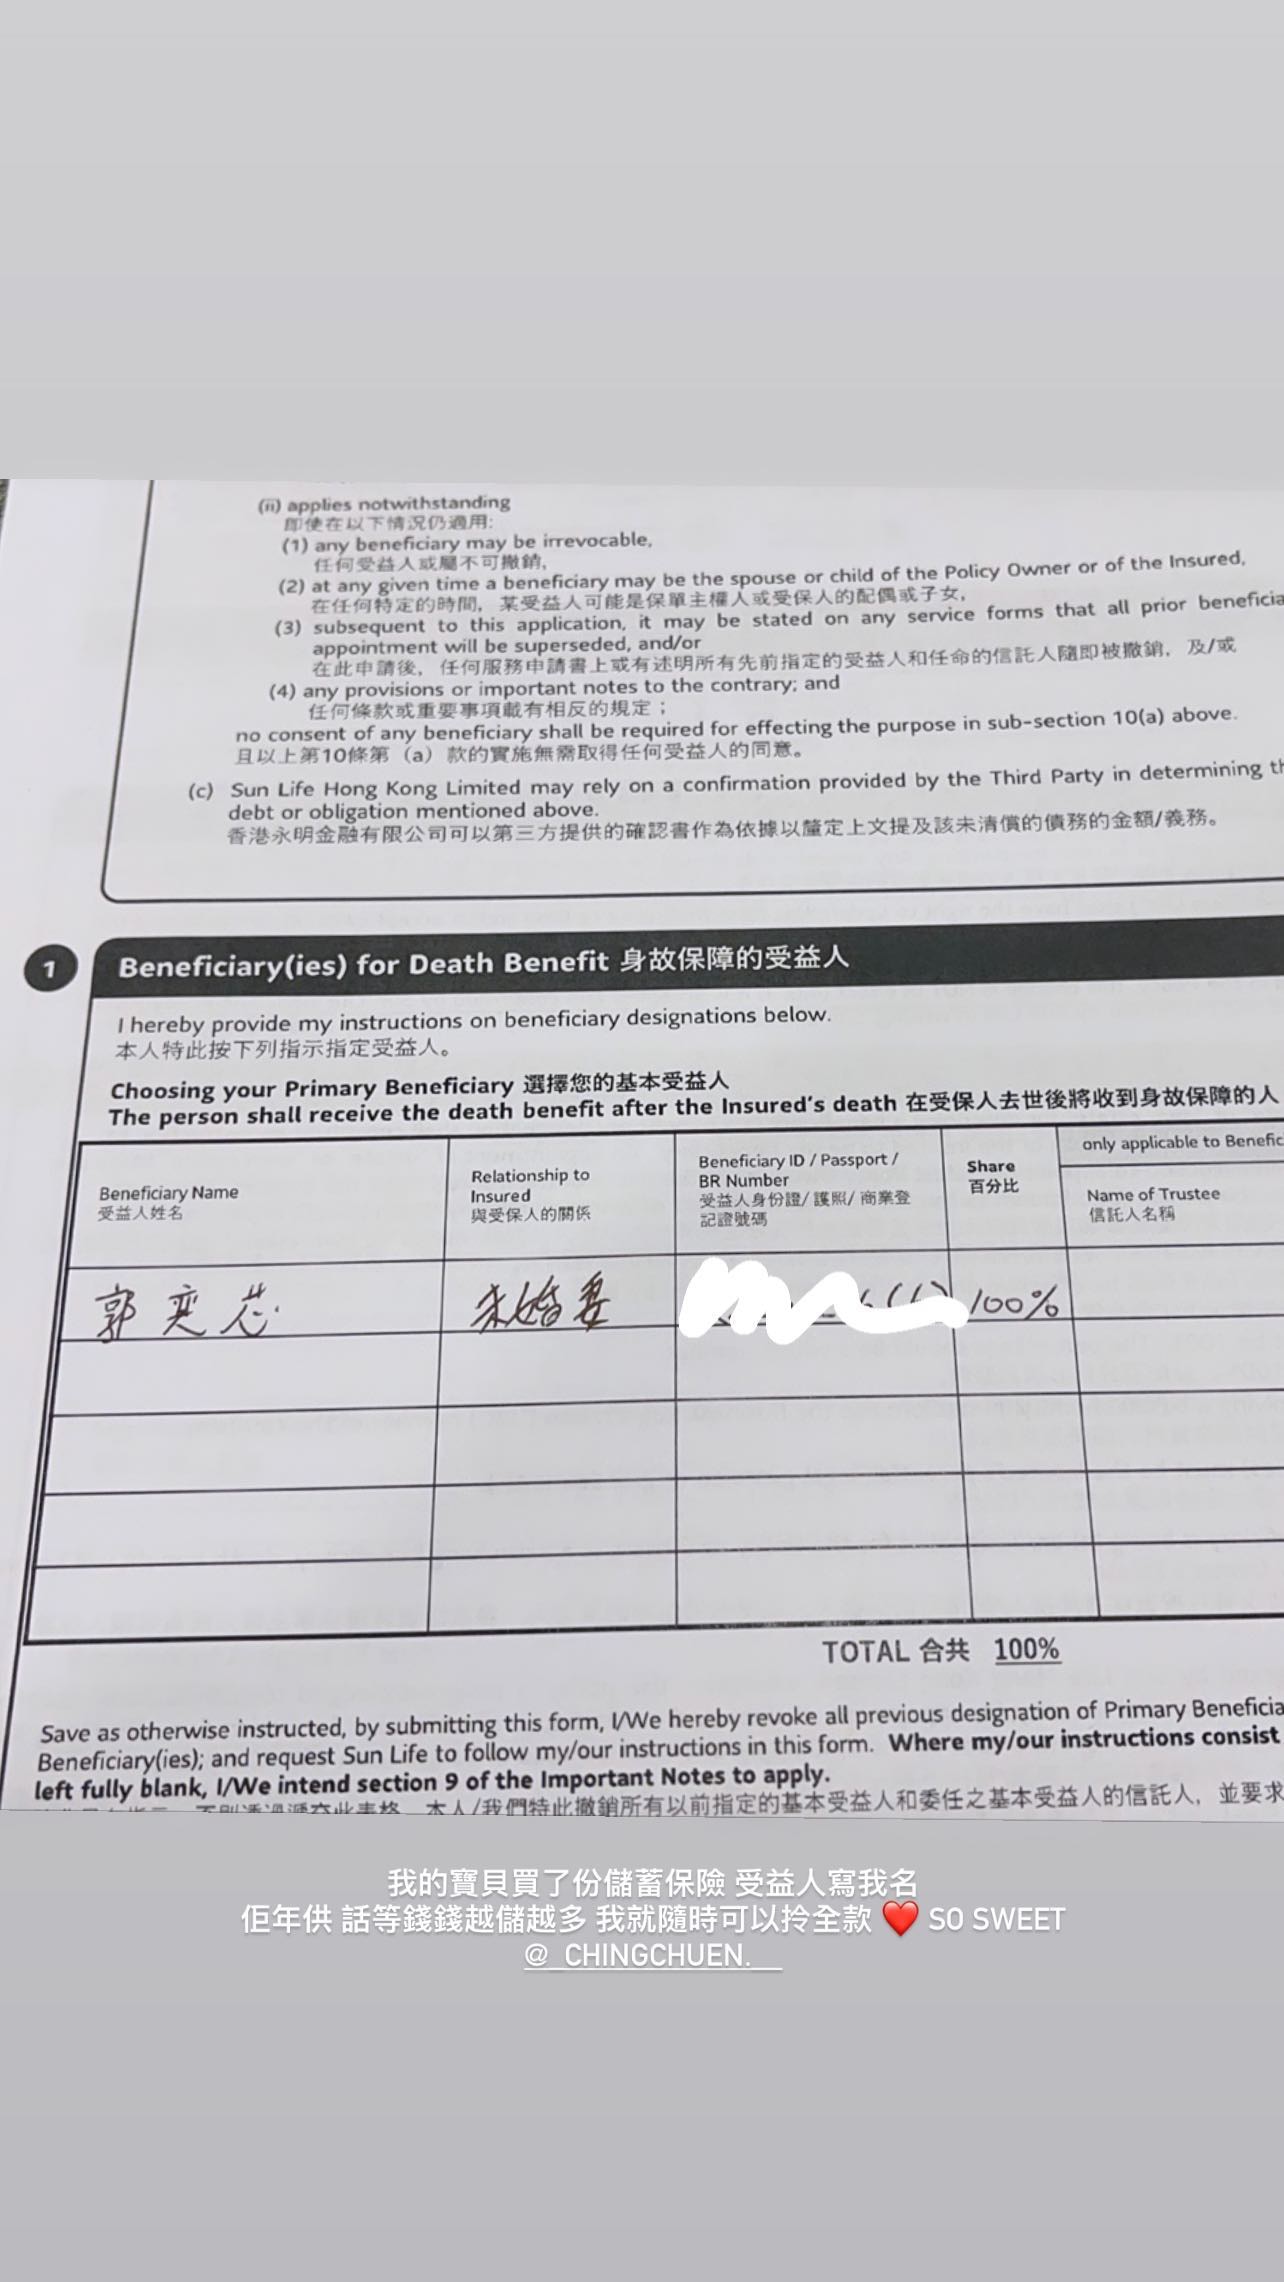 (ii) applies notwithstanding
即使在以下情況仍適用:
(1) any beneficiary may be irrevocable,
任何受益人或屬不可撤銷,
(2) at any given time a beneficiary may be the spouse or child of the Policy Owner or of the Insured,
在任何特定的時間，某受益人可能是保單主權人或受保人的配偶或子女,
(3) subsequent to this application, it may be stated on any service forms that all prior
appointment will be superseded, and/or
在此申請後，任何服務申請書上或有述明所有先前指定的受益人和任命的信託人隨即被撤銷，及/或
(4) any provisions or important notes to the contrary; and
任何條款或重要事項載有相反的規定；
no consent of any beneficiary shall be required for effecting the purpose in sub-section 10(a) above.
且以上第10條第（a）款的實施無需取得任何受益人的同意。
(c) Sun Life Hong Kong Limited may rely on a confirmation provided by the Third Party in determining
debt or obligation mentioned above.
香港永明金融有限公司可以第三方提供的確認書作為依據以釐定上文提及該未清償的債務的金額/義務。
1 Beneficiary(ies) for Death Benefit 身故保障的受益人
I hereby provide my instructions on beneficiary designations below.
本人特此按下列指示指定受益人。
Choosing your Primary Beneficiary 選擇您的基本受益人
The person shall receive the death benefit after the Insured's death 在受保人去世後將收到身故保障的人
Beneficiary Name
受益人姓名
Relationship to
Insured
與受保人的關係
Beneficiary ID / Passport /
BR Number
受益人身份證/ 護照/ 商業登
記證號碼
Share
百分比
only applicable to
Name of Trustee
信託人名稱
郭奕芯
未婚妻
100%
TOTAL 合共 100%
Save as otherwise instructed, by submitting this form, I/We hereby revoke all previous designation of Primary
Beneficiary(ies); and request Sun Life to follow my/our instructions in this form. Where my/our instructions consist
left fully blank, I/We intend section 9 of the Important Notes to apply.
本人/我們特此撤銷所有以前指定的基本受益人和委任之基本受益人的信託人，並要求
我的寶貝買了份儲蓄保險 受益人寫我名
佢年供 話等錢錢越儲越多 我就隨時可以拎全款 ❤️ SO SWEET
@_CHINGCHUEN.__